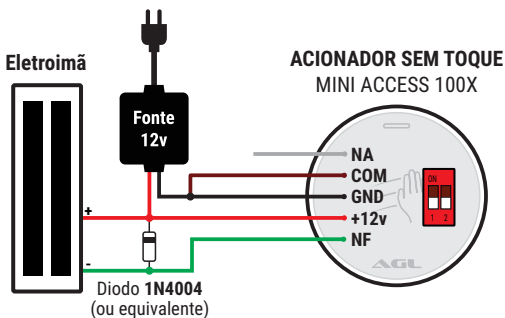 Eletroimã
Fonte
12v
ACIONADOR SEM TOQUE
MINI ACCESS 100X
NA
COM
GND
+12v
NF
ON
1 2
AGL
+
-
Diodo 1N4004
(ou equivalente)